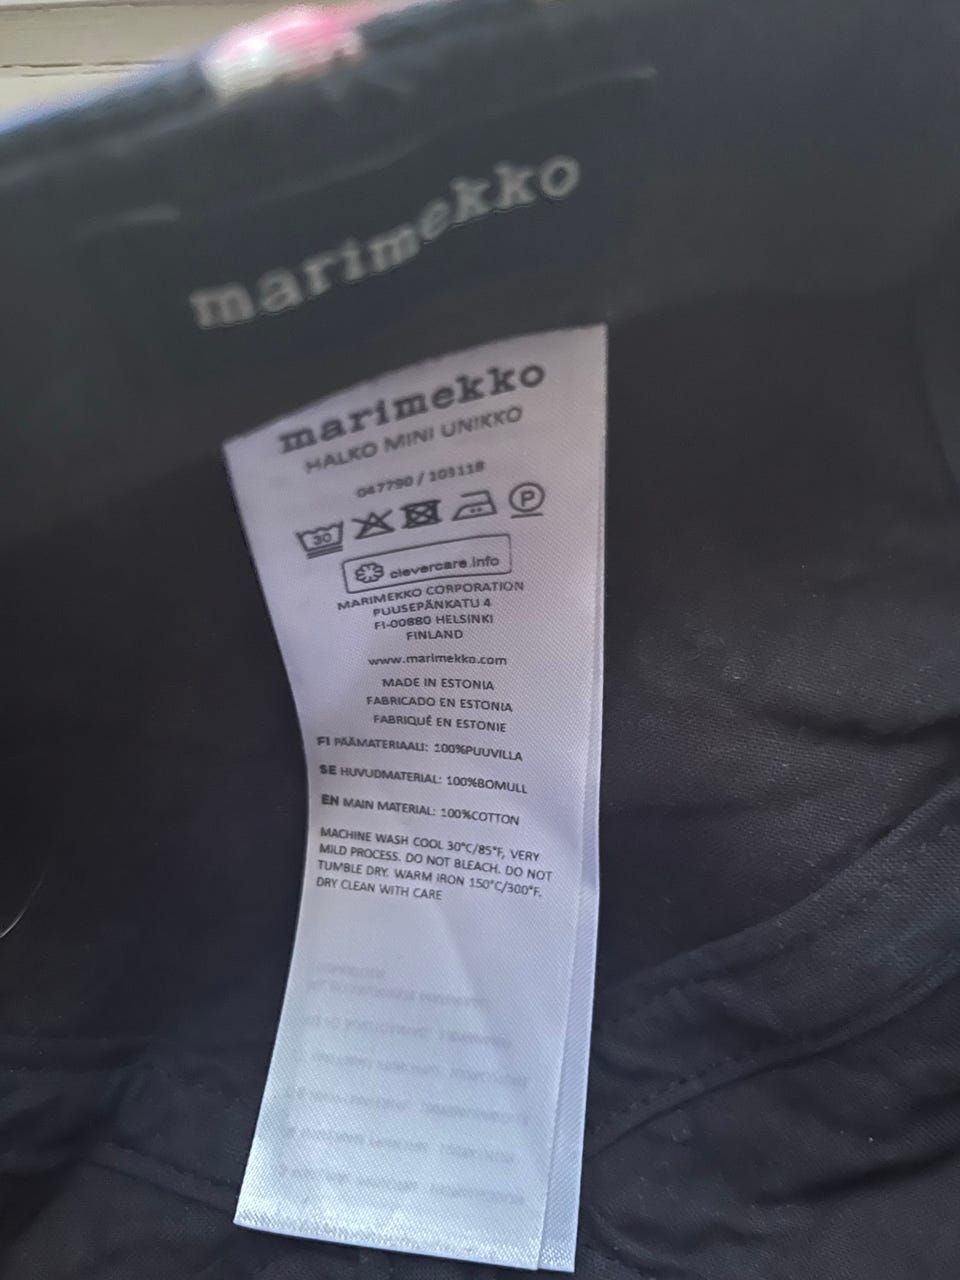 marimekko
marimekko
HALKO MINI UNIKKO
047790 / 103118
30
P
clevercare.info
MARIMEKKO CORPORATION
PUUSEPÄNKATU 4
FI-00880 HELSINKI
FINLAND
www.marimekko.com
MADE IN ESTONIA
FABRICADO EN ESTONIA
FABRIQUÉ EN ESTONIE
FI PÄÄMATERIAALI: 100%PUUVILLA
SE HUVUDMATERIAL: 100%BOMULL
EN MAIN MATERIAL: 100%COTTON
MACHINE WASH COOL 30°C/85°F, VERY
MILD PROCESS. DO NOT BLEACH. DO NOT
TUMBLE DRY. WARM IRON 150°C/300°F.
DRY CLEAN WITH CARE